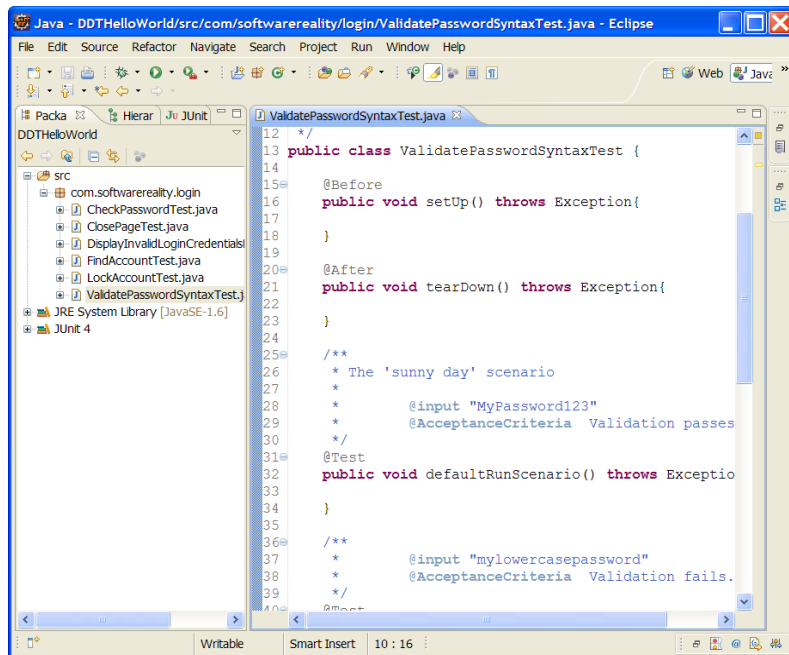 Java - DDTHelloWorld/src/com/softwarereality/login/ValidatePasswordSyntaxTest.java - Eclipse
File Edit Source Refactor Navigate Search Project Run Window Help
Web Java
Packa Hierar Ju JUnit
DDTHelloWorld
src
com.softwarereality.login
CheckPasswordTest.java
ClosePageTest.java
DisplayInvalidLoginCredentials
FindAccountTest.java
LockAccountTest.java
ValidatePasswordSyntaxTest.j
JRE System Library [JavaSE-1.6]
JUnit 4
ValidatePasswordSyntaxTest.java
12 */
13 public class ValidatePasswordSyntaxTest {
14
15 @Before
16 public void setUp() throws Exception{
17
18 }
19
20 @After
21 public void tearDown() throws Exception{
22
23 }
24
25 /**
26 * The 'sunny day' scenario
27 *
28 * @input "MyPassword123"
29 * @AcceptanceCriteria Validation passes
30 */
31 @Test
32 public void defaultRunScenario() throws Exceptio
33
34 }
35
36 /**
37 * @input "mylowercasepassword"
38 * @AcceptanceCriteria Validation fails.
39 */
40 @Test
Writable Smart Insert 10 : 16